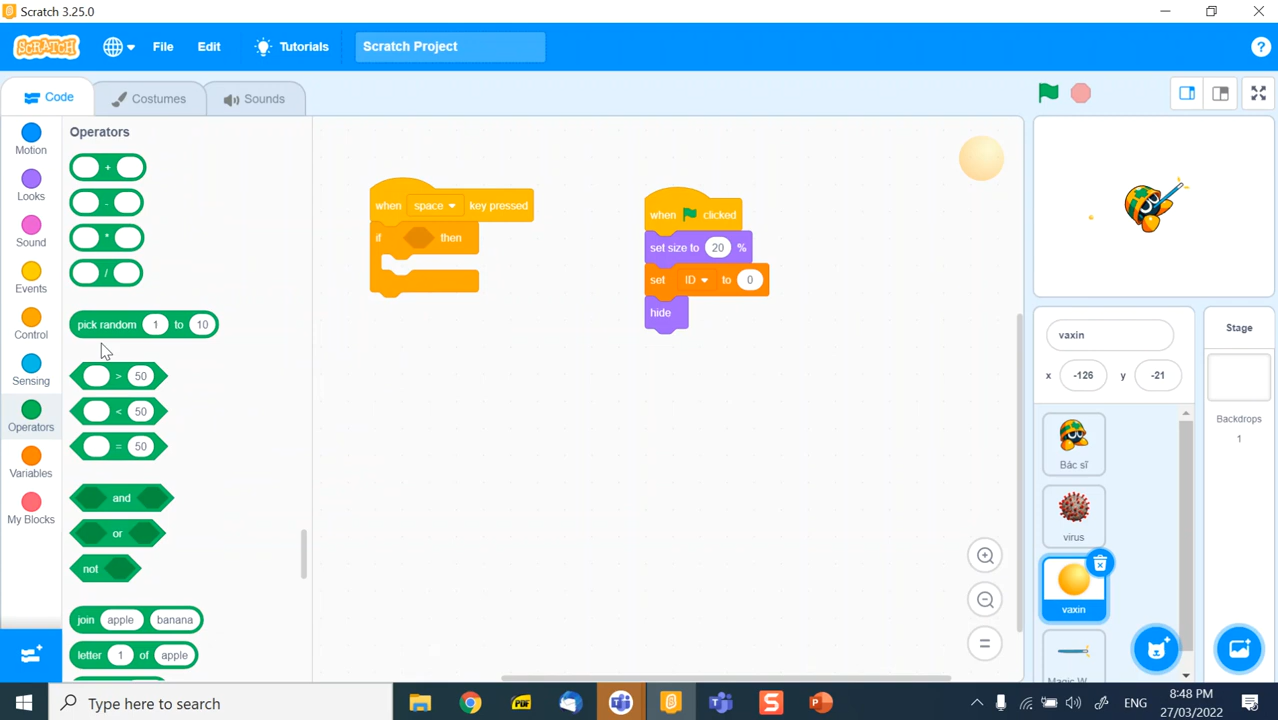 Scratch 3.25.0
SCRATCH
File
Edit
Tutorials
Scratch Project
?
Code
Costumes
Sounds
Motion
Looks
Sound
Events
Control
Sensing
Operators
Variables
My Blocks
Operators
+
-
*
/
pick random 1 to 10
> 50
< 50
= 50
and
or
not
join apple banana
letter 1 of apple
when space key pressed
if then
when clicked
set size to 20 %
set ID to 0
hide
vaxin
x -126 y -21
Bác sĩ
virus
vaxin
Magic W
Stage
Backdrops
1
Type here to search
PDF
S
P
ENG
8:48 PM
27/03/2022